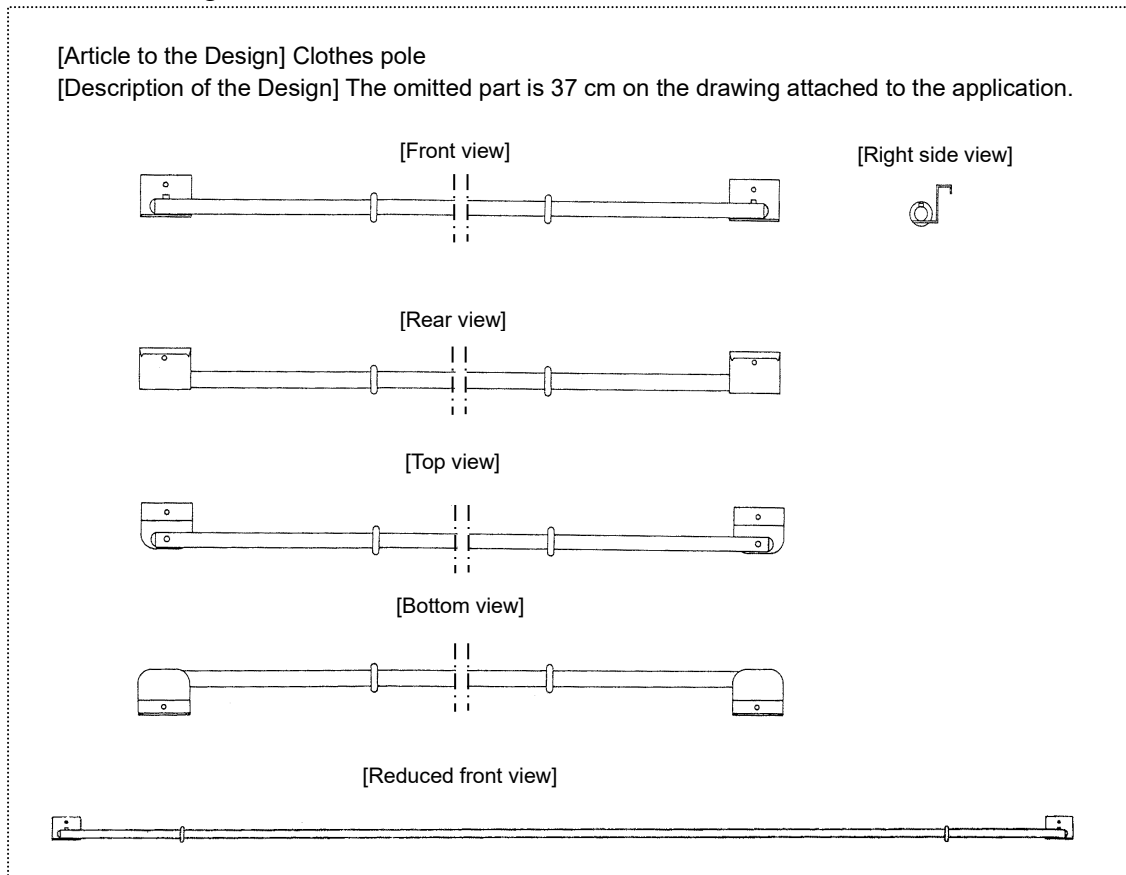 [Article to the Design] Clothes pole
[Description of the Design] The omitted part is 37 cm on the drawing attached to the application.
[Front view]
[Right side view]
[Rear view]
[Top view]
[Bottom view]
[Reduced front view]